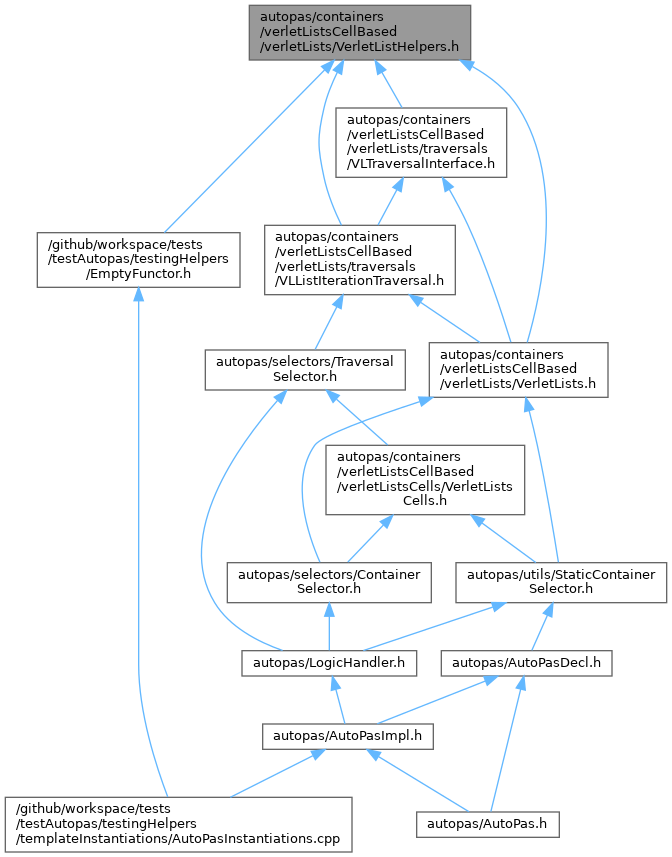 autopas/containers
/verletListsCellBased
/verletLists/VerletListHelpers.h
autopas/containers
/verletListsCellBased
/verletLists/traversals
/VLTraversalInterface.h
/github/workspace/tests
/testAutopas/testingHelpers
/EmptyFunctor.h
autopas/containers
/verletListsCellBased
/verletLists/traversals
/VLListIterationTraversal.h
autopas/selectors/Traversal
Selector.h
autopas/containers
/verletListsCellBased
/verletLists/VerletLists.h
autopas/containers
/verletListsCellBased
/verletListsCells/VerletLists
Cells.h
autopas/selectors/Container
Selector.h
autopas/utils/StaticContainer
Selector.h
autopas/LogicHandler.h
autopas/AutoPasDecl.h
autopas/AutoPasImpl.h
/github/workspace/tests
/testAutopas/testingHelpers
/templateInstantiations/AutoPasInstantiations.cpp
autopas/AutoPas.h